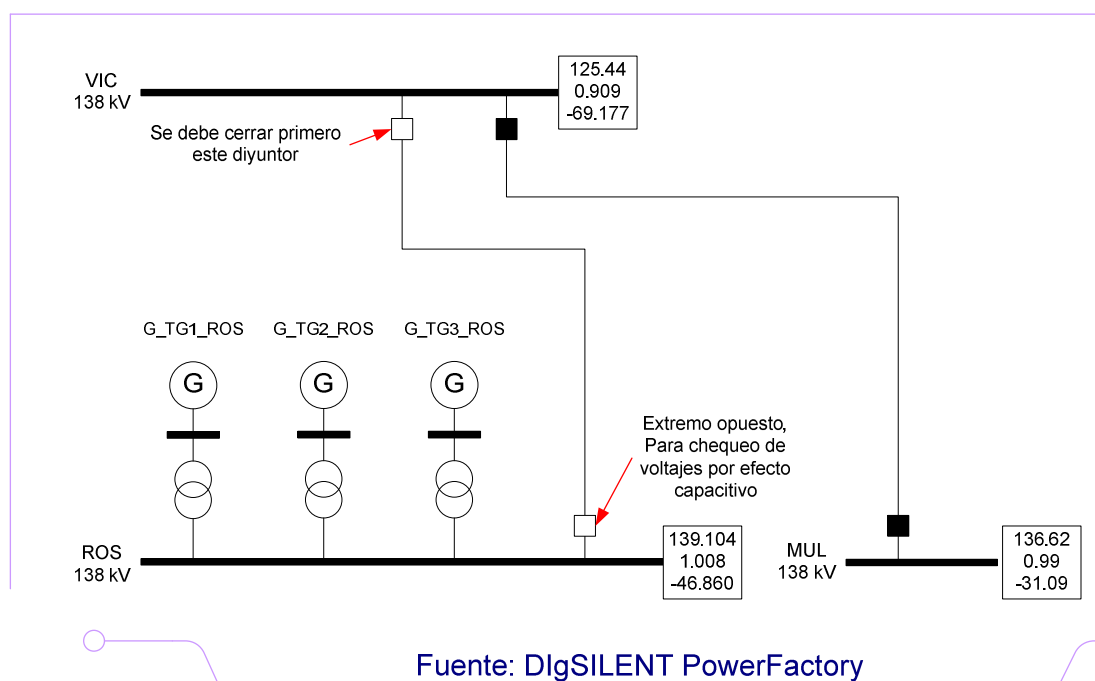 VIC
138 kV
125.44
0.909
-69.177
Se debe cerrar primero
este diyuntor
G_TG1_ROS
G_TG2_ROS
G_TG3_ROS
G
G
G
Extremo opuesto,
Para chequeo de
voltajes por efecto
capacitivo
ROS
138 kV
139.104
1.008
-46.860
MUL
138 kV
136.62
0.99
-31.09
Fuente: DIgSILENT PowerFactory